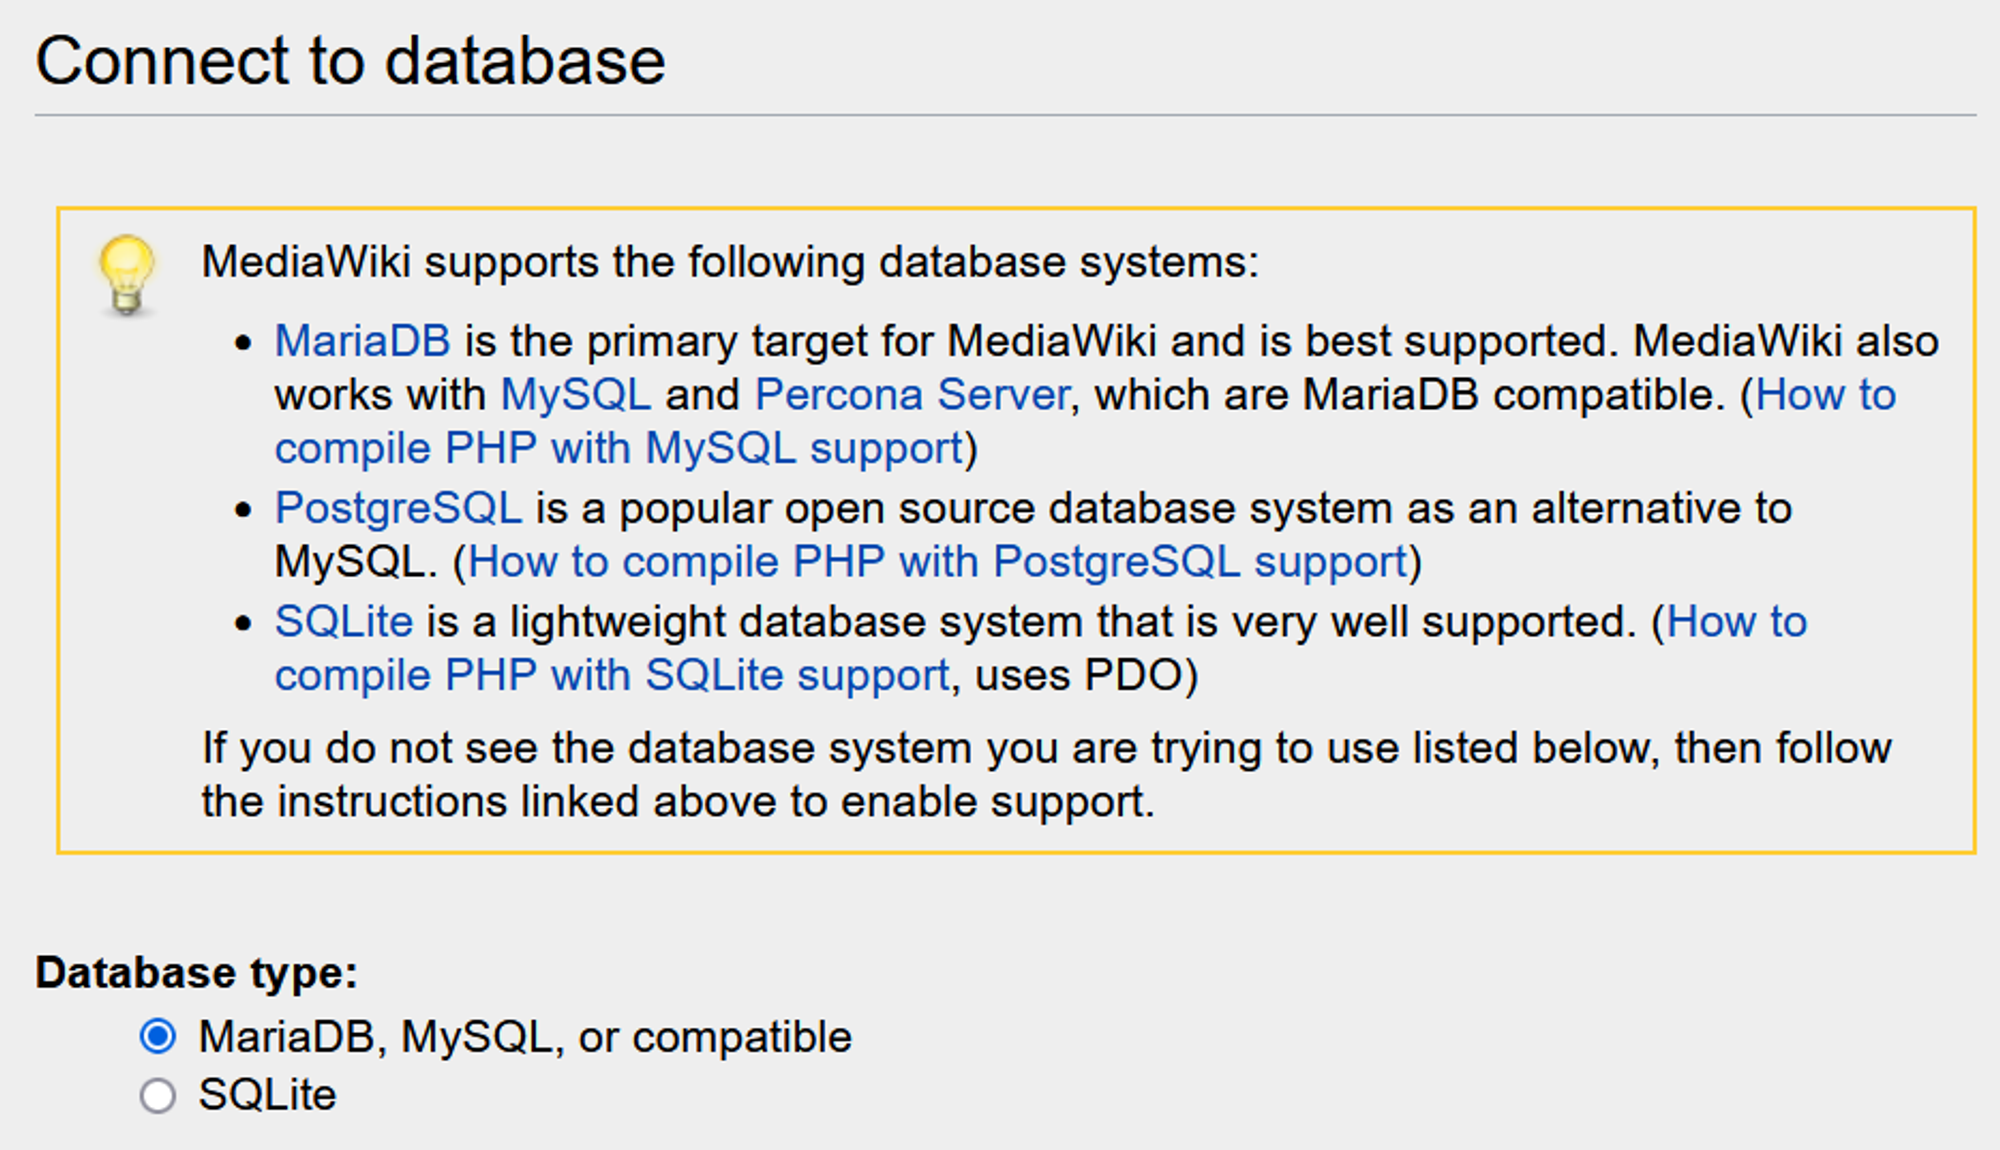 Connect to database
MediaWiki supports the following database systems:
• MariaDB is the primary target for MediaWiki and is best supported. MediaWiki also
works with MySQL and Percona Server, which are MariaDB compatible. (How to
compile PHP with MySQL support)
• PostgreSQL is a popular open source database system as an alternative to
MySQL. (How to compile PHP with PostgreSQL support)
• SQLite is a lightweight database system that is very well supported. (How to
compile PHP with SQLite support, uses PDO)
If you do not see the database system you are trying to use listed below, then follow
the instructions linked above to enable support.
Database type:
MariaDB, MySQL, or compatible
SQLite